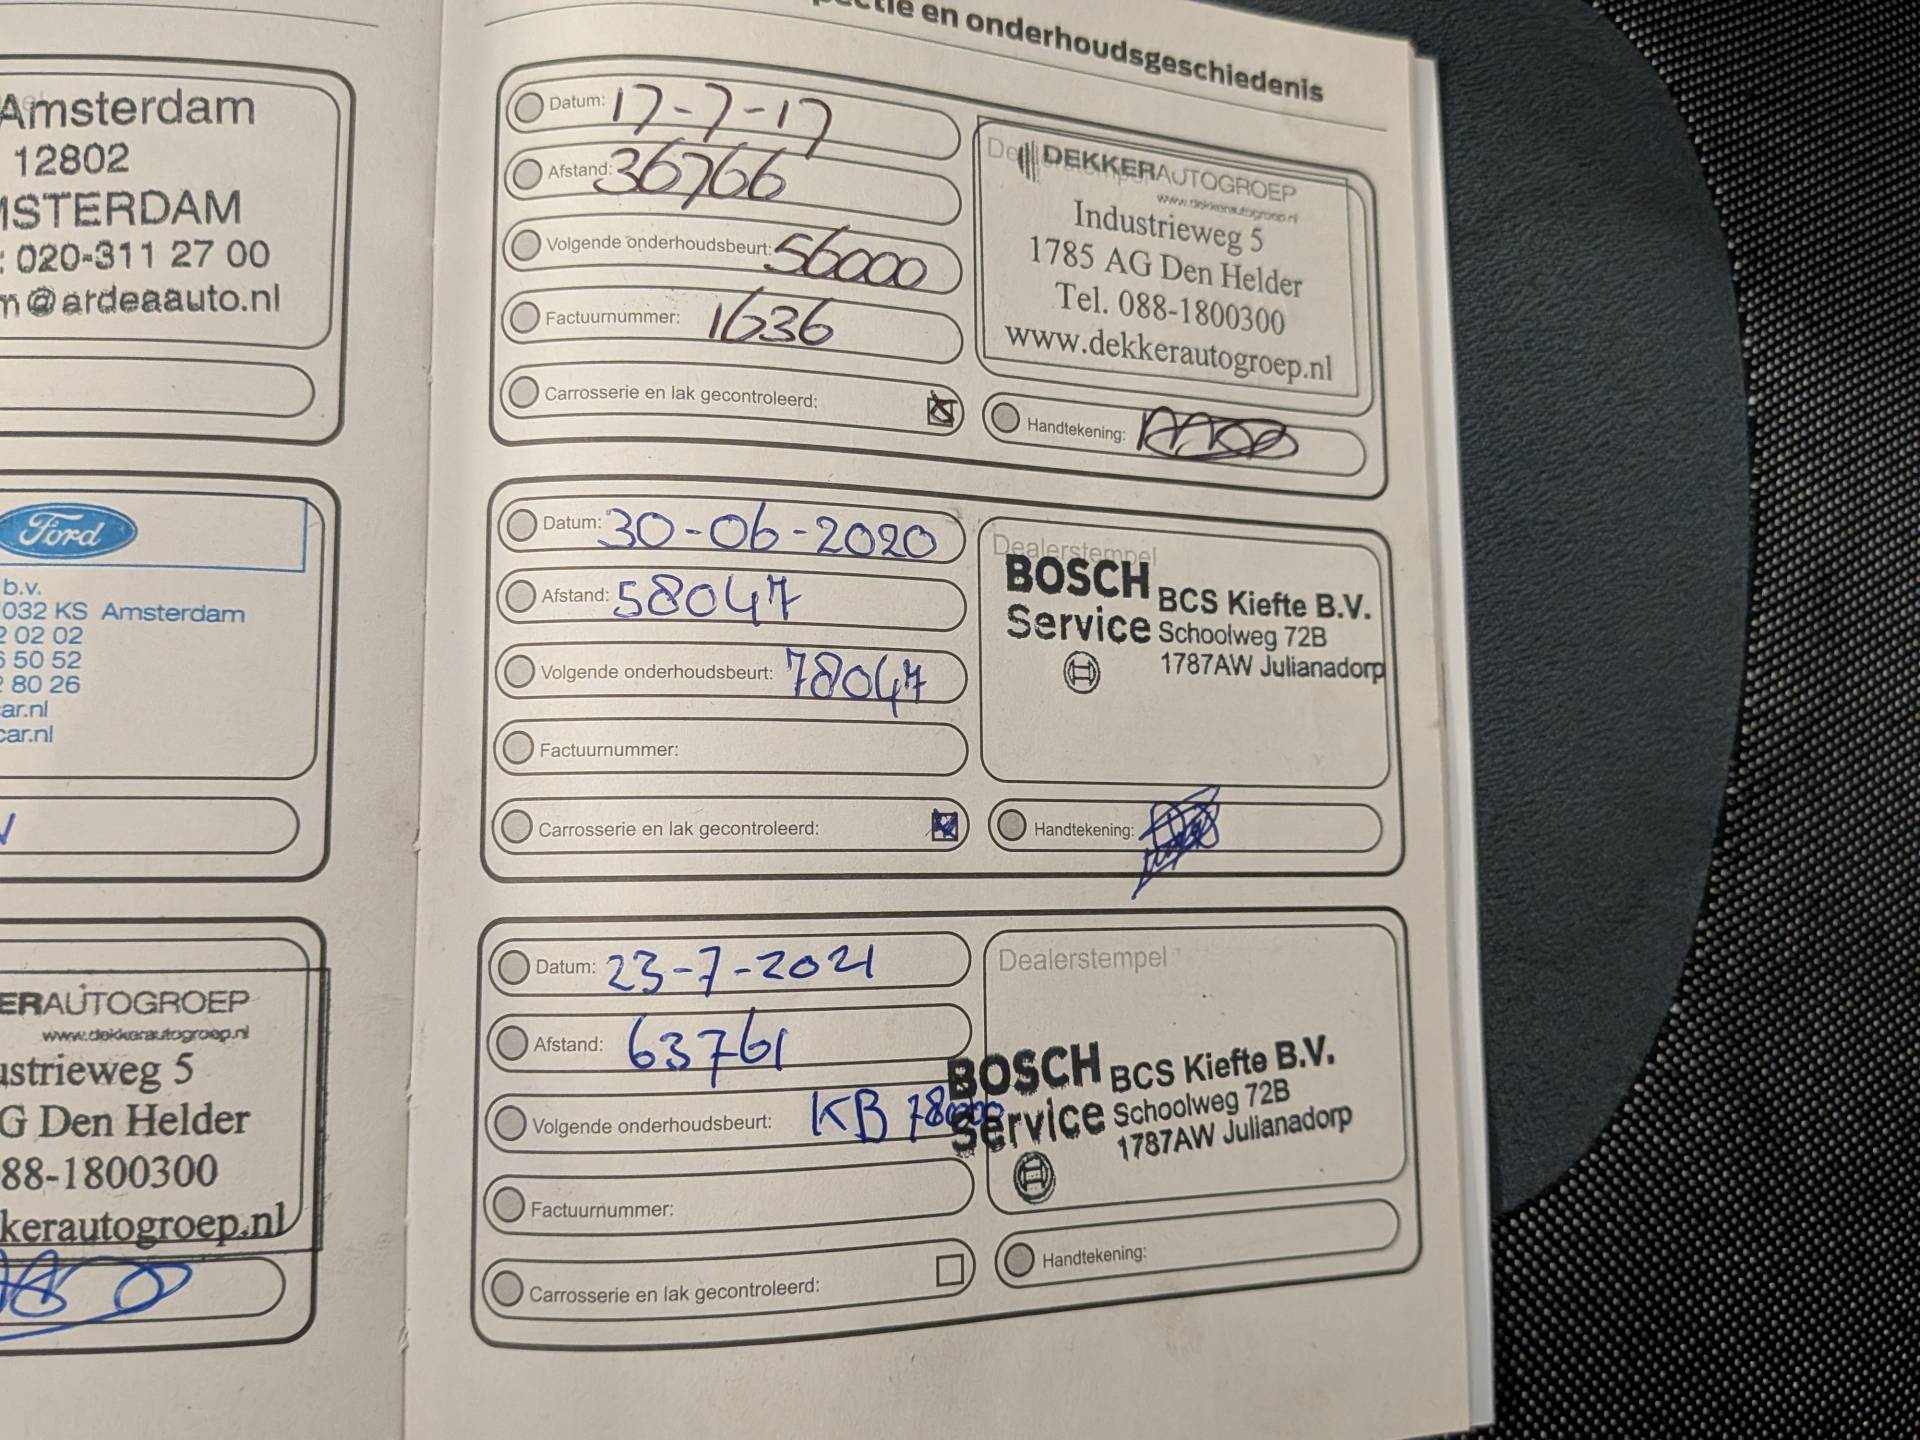 en onderhoudsgeschiedenis
Amsterdam
12802
020-311 27 00
@ardeaauto.nl
Ford
b.v.
032 KS Amsterdam
2 02 02
50 52
80 26
ar.nl
car.nl
ERAUTOGROEP
www.dekkerautogroep.nl
ustrieweg 5
G Den Helder
88-1800300
kerautogroep.nl
Datum: 17-7-17
Afstand: 36766
Volgende onderhoudsbeurt: 56000
Factuurnummer: 1636
Carrosserie en lak gecontroleerd:
DEKKERAUTOGROEP
www.dekkerautogroep.nl
Industrieweg 5
1785 AG Den Helder
Tel. 088-1800300
www.dekkerautogroep.nl
Handtekening:
Datum: 30-06-2020
Afstand: 58047
Volgende onderhoudsbeurt: 78047
Factuurnummer:
Carrosserie en lak gecontroleerd:
Dealerstempel
BOSCH BCS Kiefte B.V.
Service Schoolweg 72B
1787AW Julianadorp
Handtekening:
Datum: 23-7-2021
Afstand: 63761
Volgende onderhoudsbeurt: KB 78000
Factuurnummer:
Carrosserie en lak gecontroleerd:
Dealerstempel
BOSCH BCS Kiefte B.V.
Service Schoolweg 72B
1787AW Julianadorp
Handtekening: